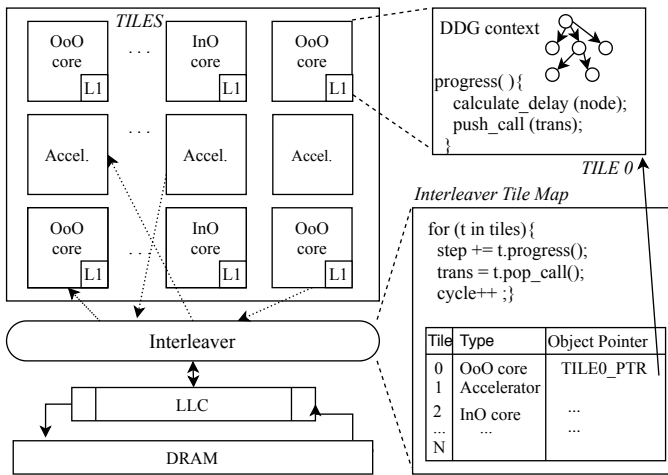 TILES
OoO core
L1
. . .
InO core
L1
OoO core
L1
Accel.
. . .
Accel.
Accel.
OoO core
L1
. . .
InO core
L1
OoO core
L1
Interleaver
LLC
DRAM
DDG context
progress( ){
calculate_delay (node);
push_call (trans);
}
TILE 0
Interleaver Tile Map
for (t in tiles){
step += t.progress();
trans = t.pop_call();
cycle++ ;}
Tile Type Object Pointer
0 OoO core TILE0_PTR
1 Accelerator
2 InO core ...
... ... ...
N